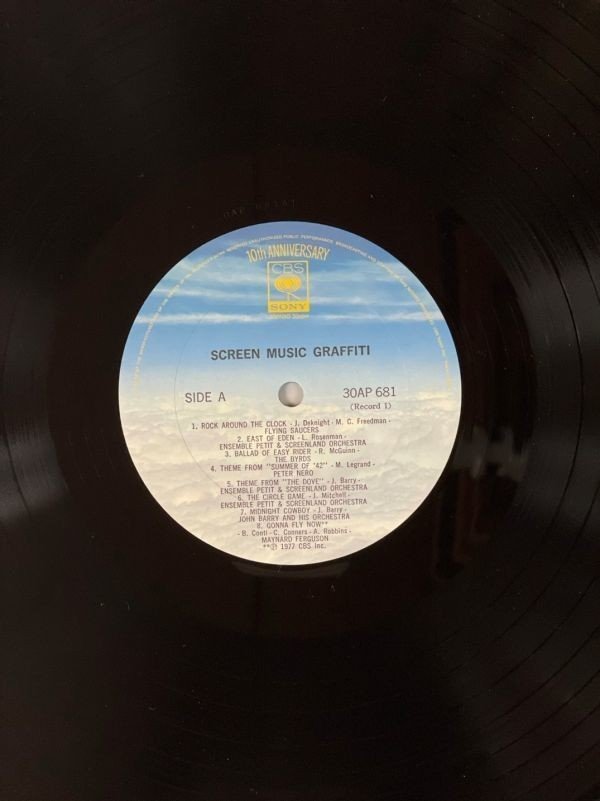 10th ANNIVERSARY
CBS
SONY
SCREEN MUSIC GRAFFITI
SIDE A
30AP 681
(Record 1)
1. ROCK AROUND THE CLOCK - J. Deknight - M. C. Freedman -
FLYING SAUCERS
2. EAST OF EDEN - L. Rosenman -
ENSEMBLE PETIT & SCREENLAND ORCHESTRA
3. BALLAD OF EASY RIDER - R. McGuinn -
THE BYRDS
4. THEME FROM "SUMMER OF '42" - M. Legrand -
PETER NERO
5. THEME FROM "THE DOVE" - J. Barry -
ENSEMBLE PETIT & SCREENLAND ORCHESTRA
6. THE CIRCLE GAME - J. Mitchell -
ENSEMBLE PETIT & SCREENLAND ORCHESTRA
7. MIDNIGHT COWBOY - J. Barry -
JOHN BARRY AND HIS ORCHESTRA
8. GONNA FLY NOW**
- B. Conti - C. Conners - A. Robbins -
MAYNARD FERGUSON
**℗ 1977 CBS Inc.